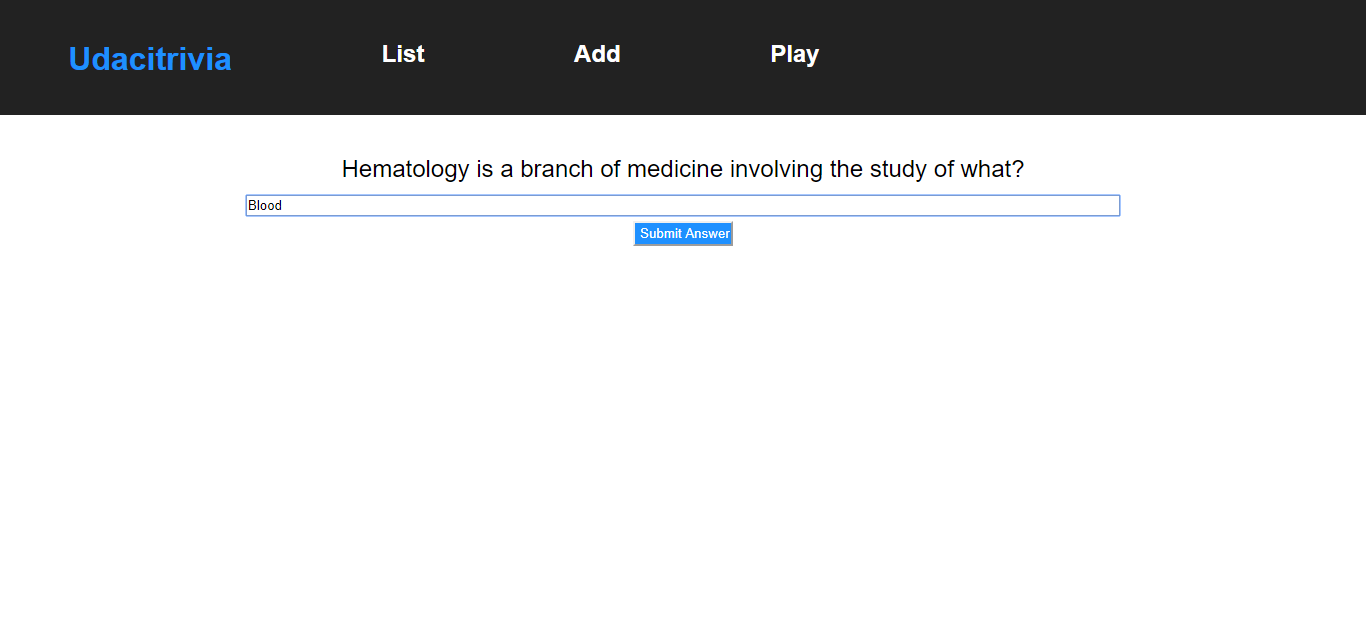 Udacitrivia List Add Play
Hematology is a branch of medicine involving the study of what?
Blood
Submit Answer